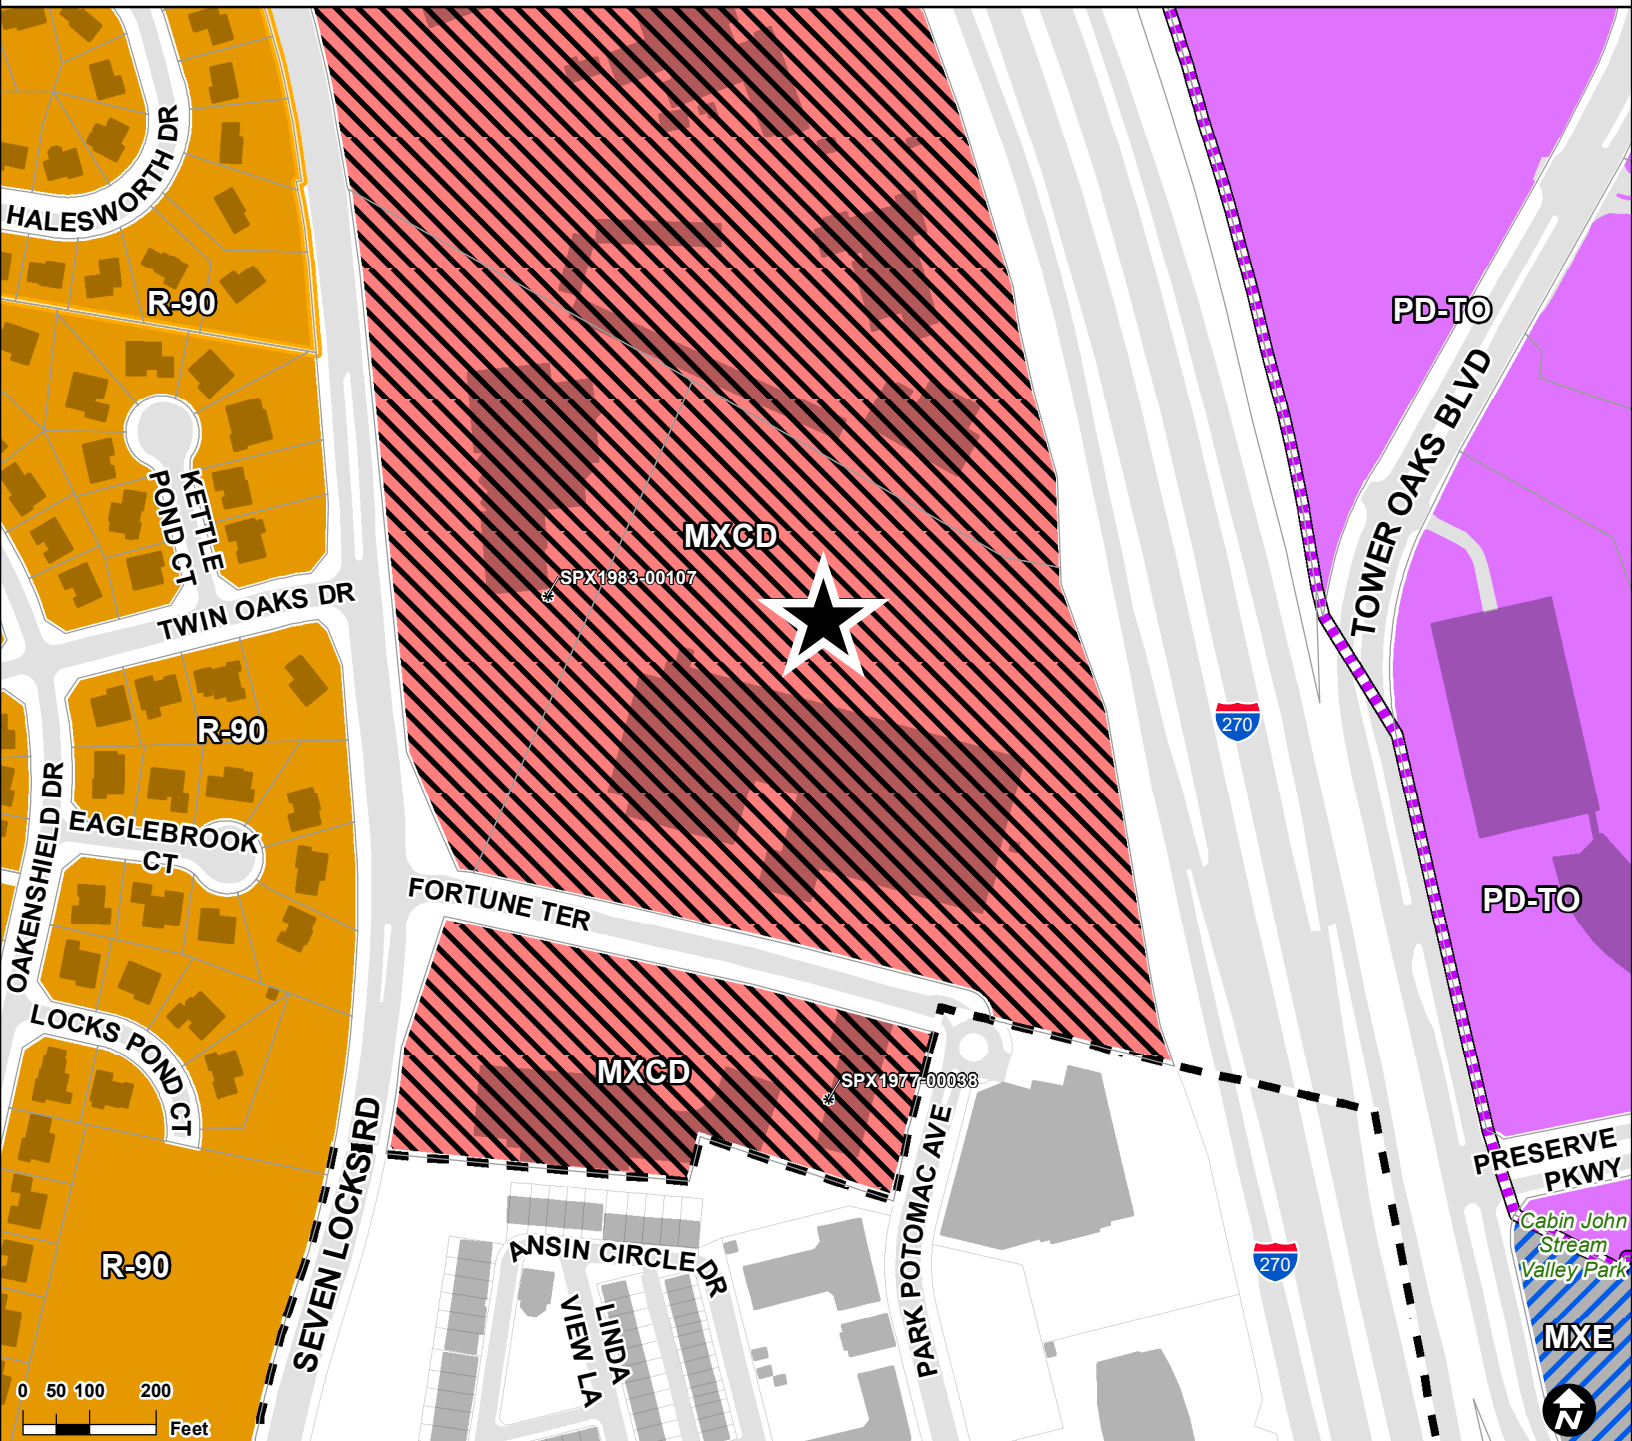 HALESWORTH DR
R-90
PD-TO
TOWER OAKS BLVD
KETTLE
POND CT
MXCD
SPX1983-00107
TWIN OAKS DR
R-90
270
OAKENSHIELD DR
EAGLEBROOK
CT
FORTUNE TER
PD-TO
LOCKS POND CT
MXCD
SPX1977-00038
SEVEN LOCKS RD
PARK POTOMAC AVE
PRESERVE
PKWY
Cabin John
Stream
Valley Park
ANSIN CIRCLE DR
R-90
270
LINDA
VIEW LA
MXE
0 50 100 200
Feet
N